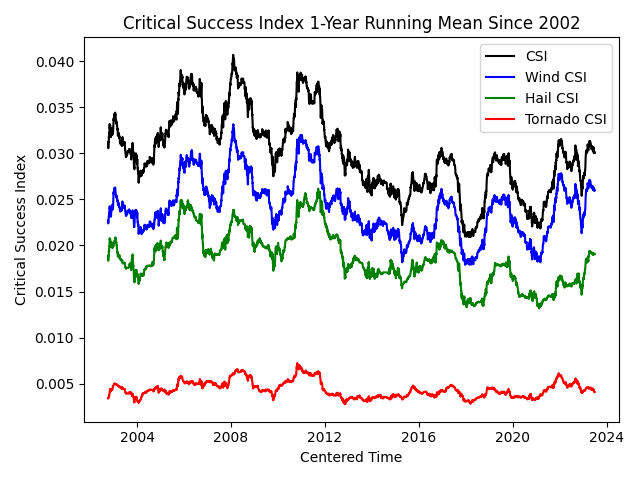 Critical Success Index 1-Year Running Mean Since 2002
CSI
Wind CSI
Hail CSI
Tornado CSI
Critical Success Index
0.040
0.035
0.030
0.025
0.020
0.015
0.010
0.005
2004 2008 2012 2016 2020 2024
Centered Time